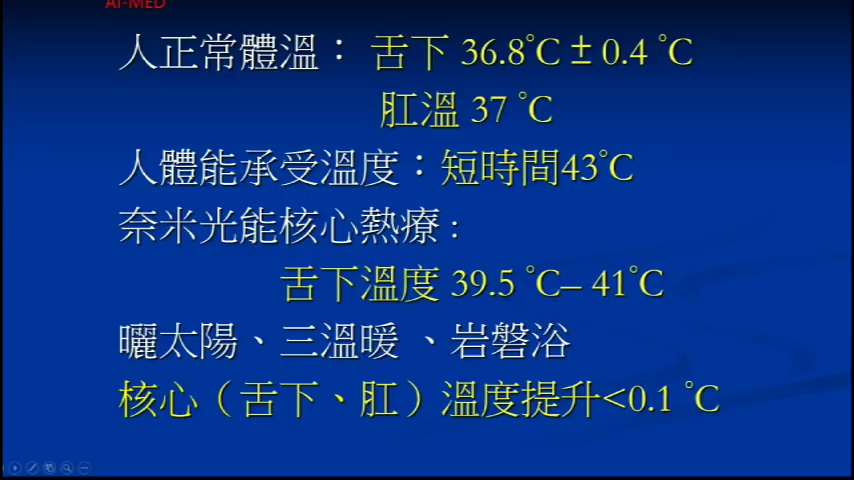 AI-MED
人正常體溫： 舌下 36.8°C ± 0.4 °C
肛溫 37 °C
人體能承受溫度：短時間43°C
奈米光能核心熱療 :
舌下溫度 39.5 °C– 41°C
曬太陽、三溫暖 、岩磐浴
核心（舌下、肛）溫度提升<0.1 °C